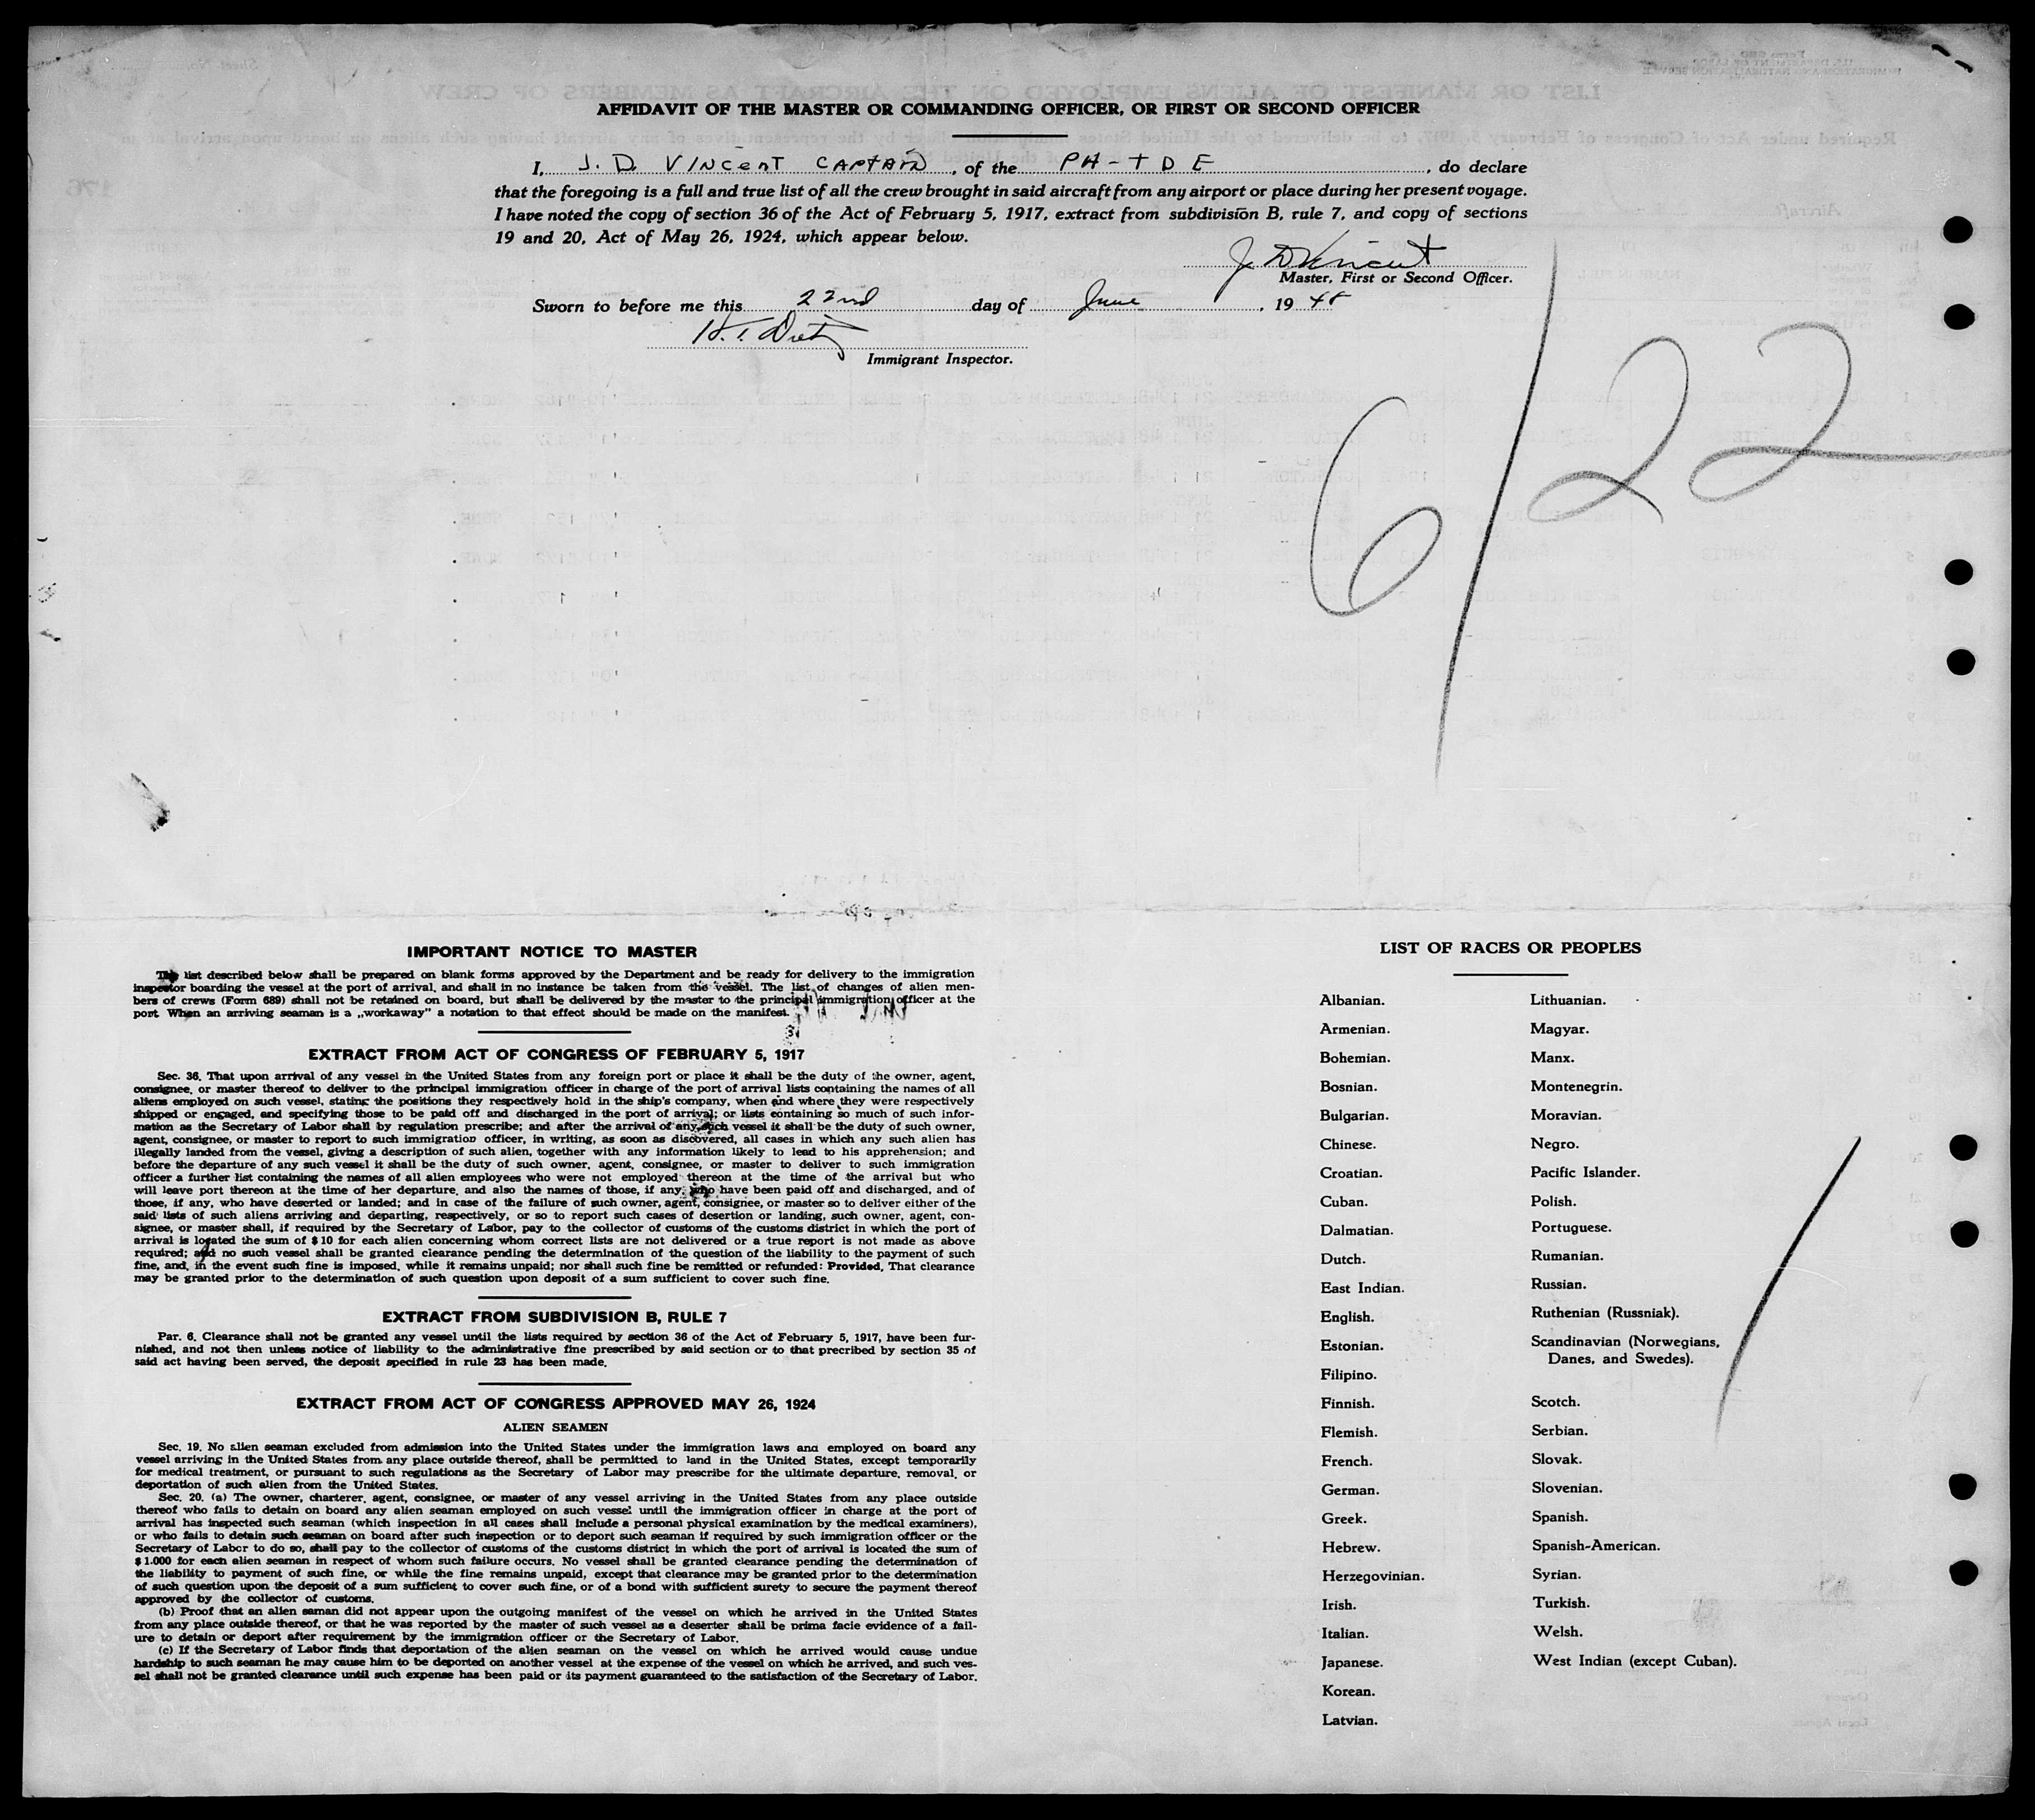 AFFIDAVIT OF THE MASTER OR COMMANDING OFFICER, OR FIRST OR SECOND OFFICER
I, J. D. VINCENT CAPTAIN, of the PH-TDE, do declare
that the foregoing is a full and true list of all the crew brought in said aircraft from any airport or place during her present voyage.
I have noted the copy of section 36 of the Act of February 5, 1917, extract from subdivision B, rule 7, and copy of sections
19 and 20, Act of May 26, 1924, which appear below.
J D Vincent
Master, First or Second Officer.
Sworn to before me this 22nd day of June, 1948
Immigrant Inspector.
6/22
IMPORTANT NOTICE TO MASTER
The list described below shall be prepared on blank forms approved by the Department and be ready for delivery to the immigration
inspector boarding the vessel at the port of arrival, and shall in no instance be taken from the vessel. The list of changes of alien mem-
bers of crews (Form 689) shall not be retained on board, but shall be delivered by the master to the principal immigration officer at the
port When an arriving seaman is a „workaway" a notation to that effect should be made on the manifest.
EXTRACT FROM ACT OF CONGRESS OF FEBRUARY 5, 1917
Sec. 36. That upon arrival of any vessel in the United States from any foreign port or place it shall be the duty of the owner, agent,
consignee, or master thereof to deliver to the principal immigration officer in charge of the port of arrival lists containing the names of all
aliens employed on such vessel, stating the positions they respectively hold in the ship's company, when and where they were respectively
shipped or engaged, and specifying those to be paid off and discharged in the port of arrival; or lists containing so much of such infor-
mation as the Secretary of Labor shall by regulation prescribe; and after the arrival of any such vessel it shall be the duty of such owner,
agent, consignee, or master to report to such immigration officer, in writing, as soon as discovered, all cases in which any such alien has
illegally landed from the vessel, giving a description of such alien, together with any information likely to lead to his apprehension; and
before the departure of any such vessel it shall be the duty of such owner, agent, consignee, or master to deliver to such immigration
officer a further list containing the names of all alien employees who were not employed thereon at the time of the arrival but who
will leave port thereon at the time of her departure, and also the names of those, if any, who have been paid off and discharged, and of
those, if any, who have deserted or landed; and in case of the failure of such owner, agent, consignee, or master so to deliver either of the
said lists of such aliens arriving and departing, respectively, or so to report such cases of desertion or landing, such owner, agent, con-
signee, or master shall, if required by the Secretary of Labor, pay to the collector of customs of the customs district in which the port of
arrival is located the sum of $10 for each alien concerning whom correct lists are not delivered or a true report is not made as above
required; and no such vessel shall be granted clearance pending the determination of the question of the liability to the payment of such
fine, and, in the event such fine is imposed, while it remains unpaid; nor shall such fine be remitted or refunded: Provided, That clearance
may be granted prior to the determination of such question upon deposit of a sum sufficient to cover such fine.
EXTRACT FROM SUBDIVISION B, RULE 7
Par. 6. Clearance shall not be granted any vessel until the lists required by section 36 of the Act of February 5, 1917, have been fur-
nished, and not then unless notice of liability to the administrative fine prescribed by said section or to that precribed by section 35 of
said act having been served, the deposit specified in rule 23 has been made.
EXTRACT FROM ACT OF CONGRESS APPROVED MAY 26, 1924
ALIEN SEAMEN
Sec. 19. No alien seaman excluded from admission into the United States under the immigration laws and employed on board any
vessel arriving in the United States from any place outside thereof, shall be permitted to land in the United States, except temporarily
for medical treatment, or pursuant to such regulations as the Secretary of Labor may prescribe for the ultimate departure, removal, or
deportation of such alien from the United States.
Sec. 20. (a) The owner, charterer, agent, consignee, or master of any vessel arriving in the United States from any place outside
thereof who fails to detain on board any alien seaman employed on such vessel until the immigration officer in charge at the port of
arrival has inspected such seaman (which inspection in all cases shall include a personal physical examination by the medical examiners),
or who fails to detain such seaman on board after such inspection or to deport such seaman if required by such immigration officer or the
Secretary of Labor to do so, shall pay to the collector of customs of the customs district in which the port of arrival is located the sum of
$1.000 for each alien seaman in respect of whom such failure occurs. No vessel shall be granted clearance pending the determination of
the liability to payment of such fine, or while the fine remains unpaid, except that clearance may be granted prior to the determination
of such question upon the deposit of a sum sufficient to cover such fine, or of a bond with sufficient surety to secure the payment thereof
approved by the collector of customs.
(b) Proof that an alien saman did not appear upon the outgoing manifest of the vessel on which he arrived in the United States
from any place outside thereof, or that he was reported by the master of such vessel as a deserter shall be prima facie evidence of a fail-
ure to detain or deport after requirement by the immigration officer or the Secretary of Labor.
(c) If the Secretary of Labor finds that deportation of the alien seaman on the vessel on which he arrived would cause undue
hardship to such seaman he may cause him to be deported on another vessel at the expense of the vessel on which he arrived, and such ves-
sel shall not be granted clearance until such expense has been paid or its payment guaranteed to the satisfaction of the Secretary of Labor.
LIST OF RACES OR PEOPLES
Albanian.
Armenian.
Bohemian.
Bosnian.
Bulgarian.
Chinese.
Croatian.
Cuban.
Dalmatian.
Dutch.
East Indian.
English.
Estonian.
Filipino.
Finnish.
Flemish.
French.
German.
Greek.
Hebrew.
Herzegovinian.
Irish.
Italian.
Japanese.
Korean.
Latvian.
Lithuanian.
Magyar.
Manx.
Montenegrin.
Moravian.
Negro.
Pacific Islander.
Polish.
Portuguese.
Rumanian.
Russian.
Ruthenian (Russniak).
Scandinavian (Norwegians,
Danes, and Swedes).
Scotch.
Serbian.
Slovak.
Slovenian.
Spanish.
Spanish-American.
Syrian.
Turkish.
Welsh.
West Indian (except Cuban).